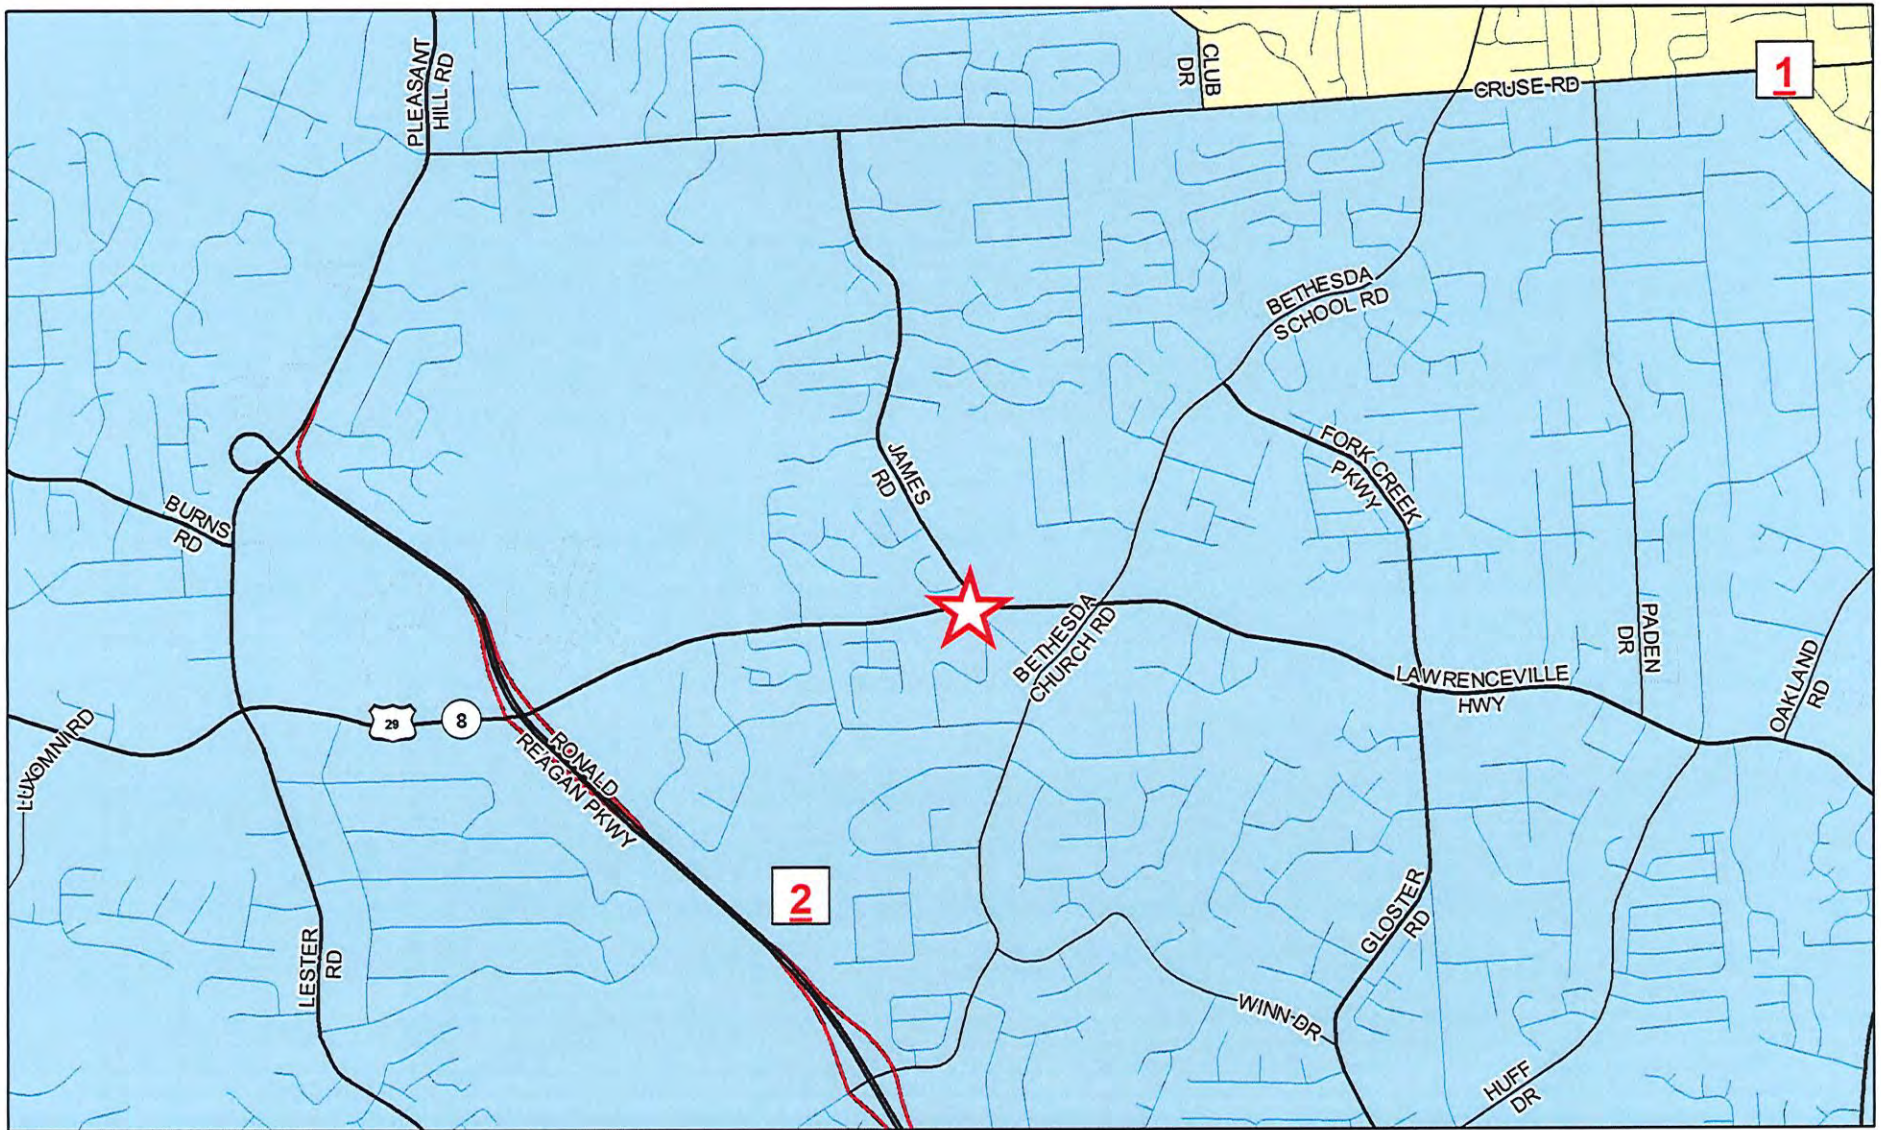 PLEASANT
HILL RD
CLUB
DR
CRUSE RD
1
BETHESDA
SCHOOL RD
JAMES
RD
FORK CREEK
PKWY
BURNS
RD
BETHESDA
CHURCH RD
PADEN
DR
OAKLAND
RD
LAWRENCEVILLE
HWY
LUXOMNI RD
29
8
RONALD
REAGAN PKWY
2
LESTER
RD
GLOSTER
RD
WINN DR
HUFF
DR